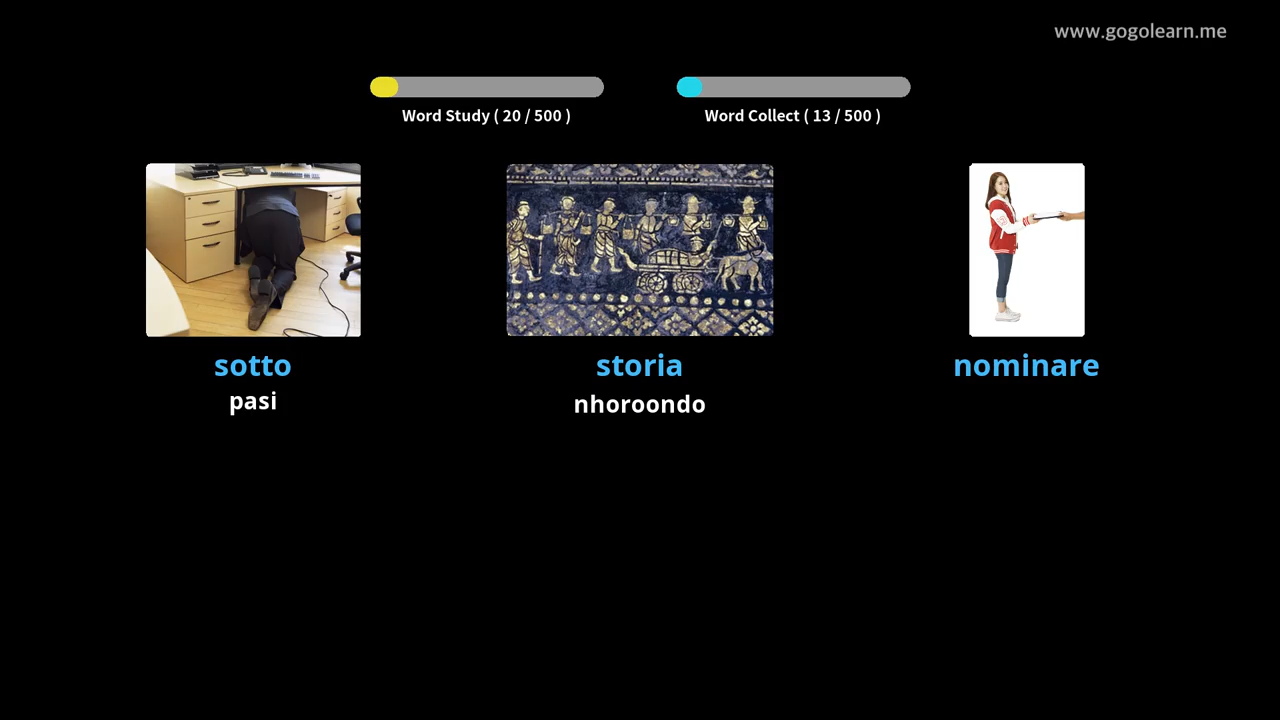 www.gogolearn.me
Word Study ( 20 / 500 )
Word Collect ( 13 / 500 )
sotto
pasi
storia
nhoroondo
nominare